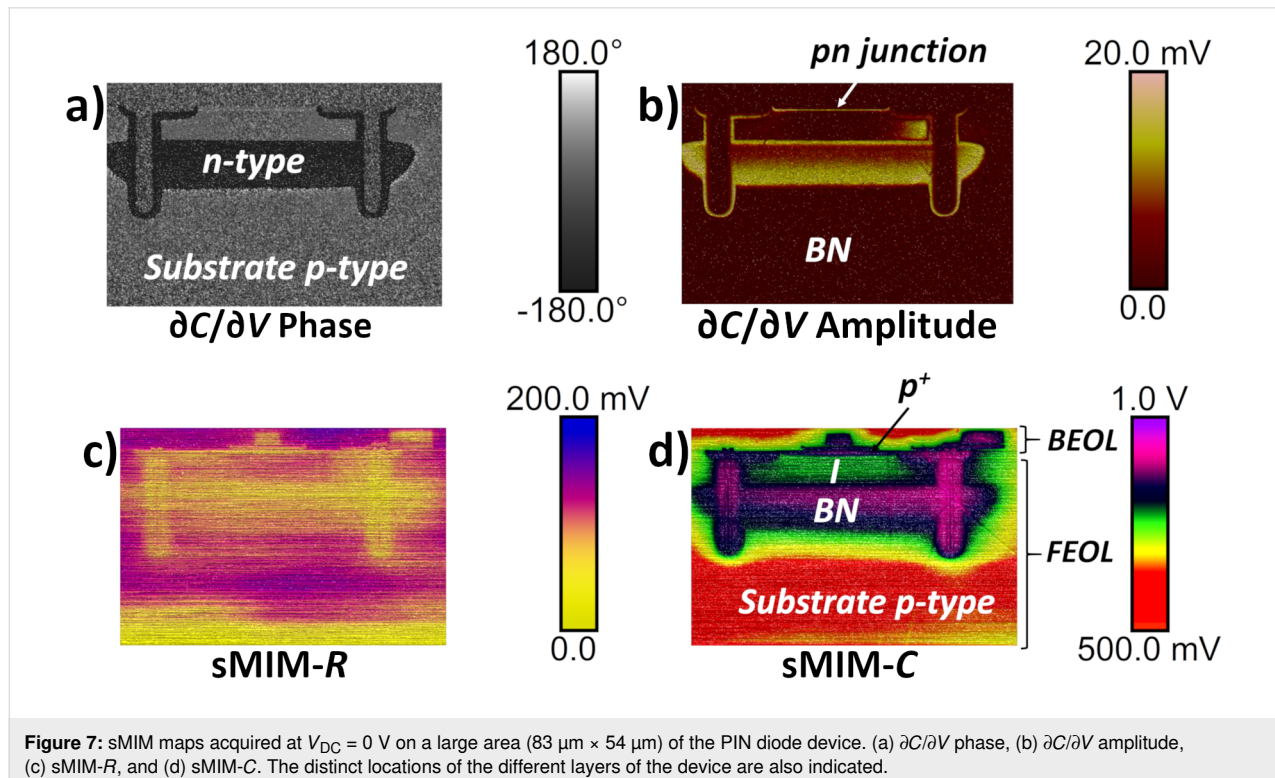 a)
n-type
Substrate p-type
∂C/∂V Phase
180.0°
-180.0°
pn junction
b)
BN
∂C/∂V Amplitude
20.0 mV
0.0
c)
sMIM-R
200.0 mV
0.0
d)
p+
I
BN
Substrate p-type
sMIM-C
BEOL
FEOL
1.0 V
500.0 mV
Figure 7: sMIM maps acquired at VDC = 0 V on a large area (83 μm × 54 μm) of the PIN diode device. (a) ∂C/∂V phase, (b) ∂C/∂V amplitude,
(c) sMIM-R, and (d) sMIM-C. The distinct locations of the different layers of the device are also indicated.